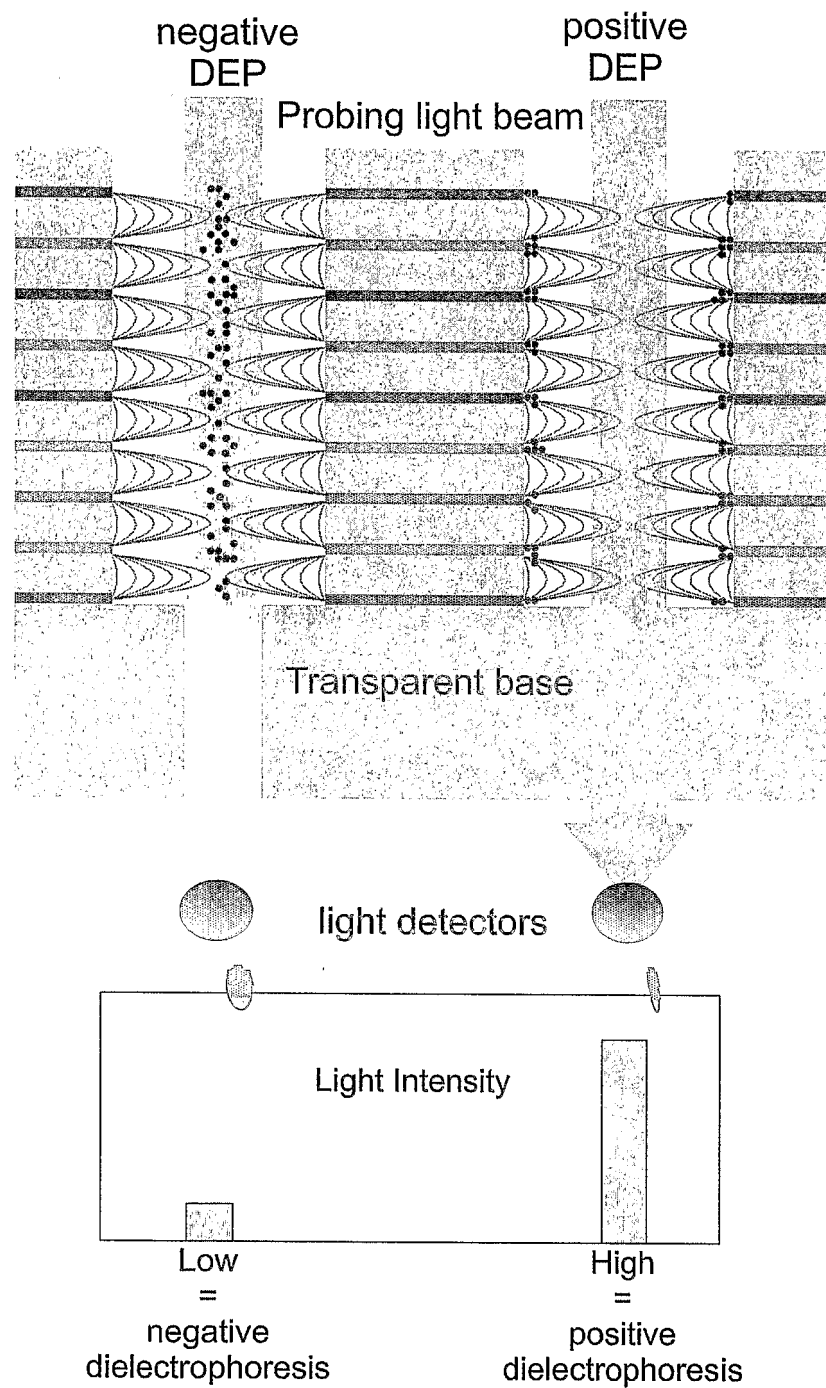 negative
DEP
positive
DEP
Probing light beam
Transparent base
light detectors
Light Intensity
Low
=
negative
dielectrophoresis
High
=
positive
dielectrophoresis